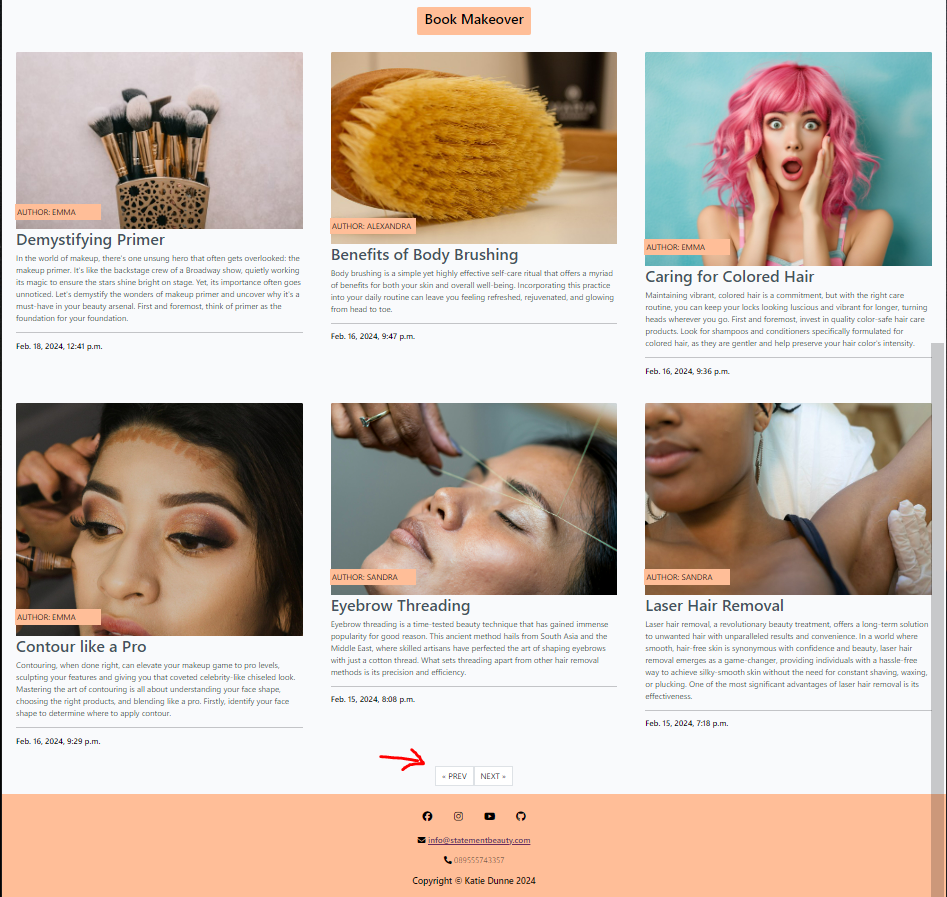 Book Makeover
AUTHOR: EMMA
Demystifying Primer
In the world of makeup, there's one unsung hero that often gets overlooked: the
makeup primer. It's like the backstage crew of a Broadway show, quietly working
its magic to ensure the stars shine bright on stage. Yet, its importance often goes
unnoticed. Let's demystify the wonders of makeup primer and uncover why it's a
must-have in your beauty arsenal. First and foremost, think of primer as the
foundation for your foundation.
Feb. 18, 2024, 12:41 p.m.
AUTHOR: ALEXANDRA
Benefits of Body Brushing
Body brushing is a simple yet highly effective self-care ritual that offers a myriad
of benefits for both your skin and overall well-being. Incorporating this practice
into your daily routine can leave you feeling refreshed, rejuvenated, and glowing
from head to toe.
Feb. 16, 2024, 9:47 p.m.
AUTHOR: EMMA
Caring for Colored Hair
Maintaining vibrant, colored hair is a commitment, but with the right care
routine, you can keep your locks looking luscious and vibrant for longer, turning
heads wherever you go. First and foremost, invest in quality color-safe hair care
products. Look for shampoos and conditioners specifically formulated for
colored hair, as they are gentler and help preserve your hair color's intensity.
Feb. 16, 2024, 9:36 p.m.
AUTHOR: EMMA
Contour like a Pro
Contouring, when done right, can elevate your makeup game to pro levels,
sculpting your features and giving you that coveted celebrity-like chiseled look.
Mastering the art of contouring is all about understanding your face shape,
choosing the right products, and blending like a pro. Firstly, identify your face
shape to determine where to apply contour.
Feb. 16, 2024, 9:29 p.m.
AUTHOR: SANDRA
Eyebrow Threading
Eyebrow threading is a time-tested beauty technique that has gained immense
popularity for good reason. This ancient method hails from South Asia and the
Middle East, where skilled artisans have perfected the art of shaping eyebrows
with just a cotton thread. What sets threading apart from other hair removal
methods is its precision and efficiency.
Feb. 15, 2024, 8:08 p.m.
AUTHOR: SANDRA
Laser Hair Removal
Laser hair removal, a revolutionary beauty treatment, offers a long-term solution
to unwanted hair with unparalleled results and convenience. In a world where
smooth, hair-free skin is synonymous with confidence and beauty, laser hair
removal emerges as a game-changer, providing individuals with a hassle-free
way to achieve silky-smooth skin without the need for constant shaving, waxing,
or plucking. One of the most significant advantages of laser hair removal is its
effectiveness.
Feb. 15, 2024, 7:18 p.m.
« PREV NEXT »
info@statementbeauty.com
089555743357
Copyright © Katie Dunne 2024